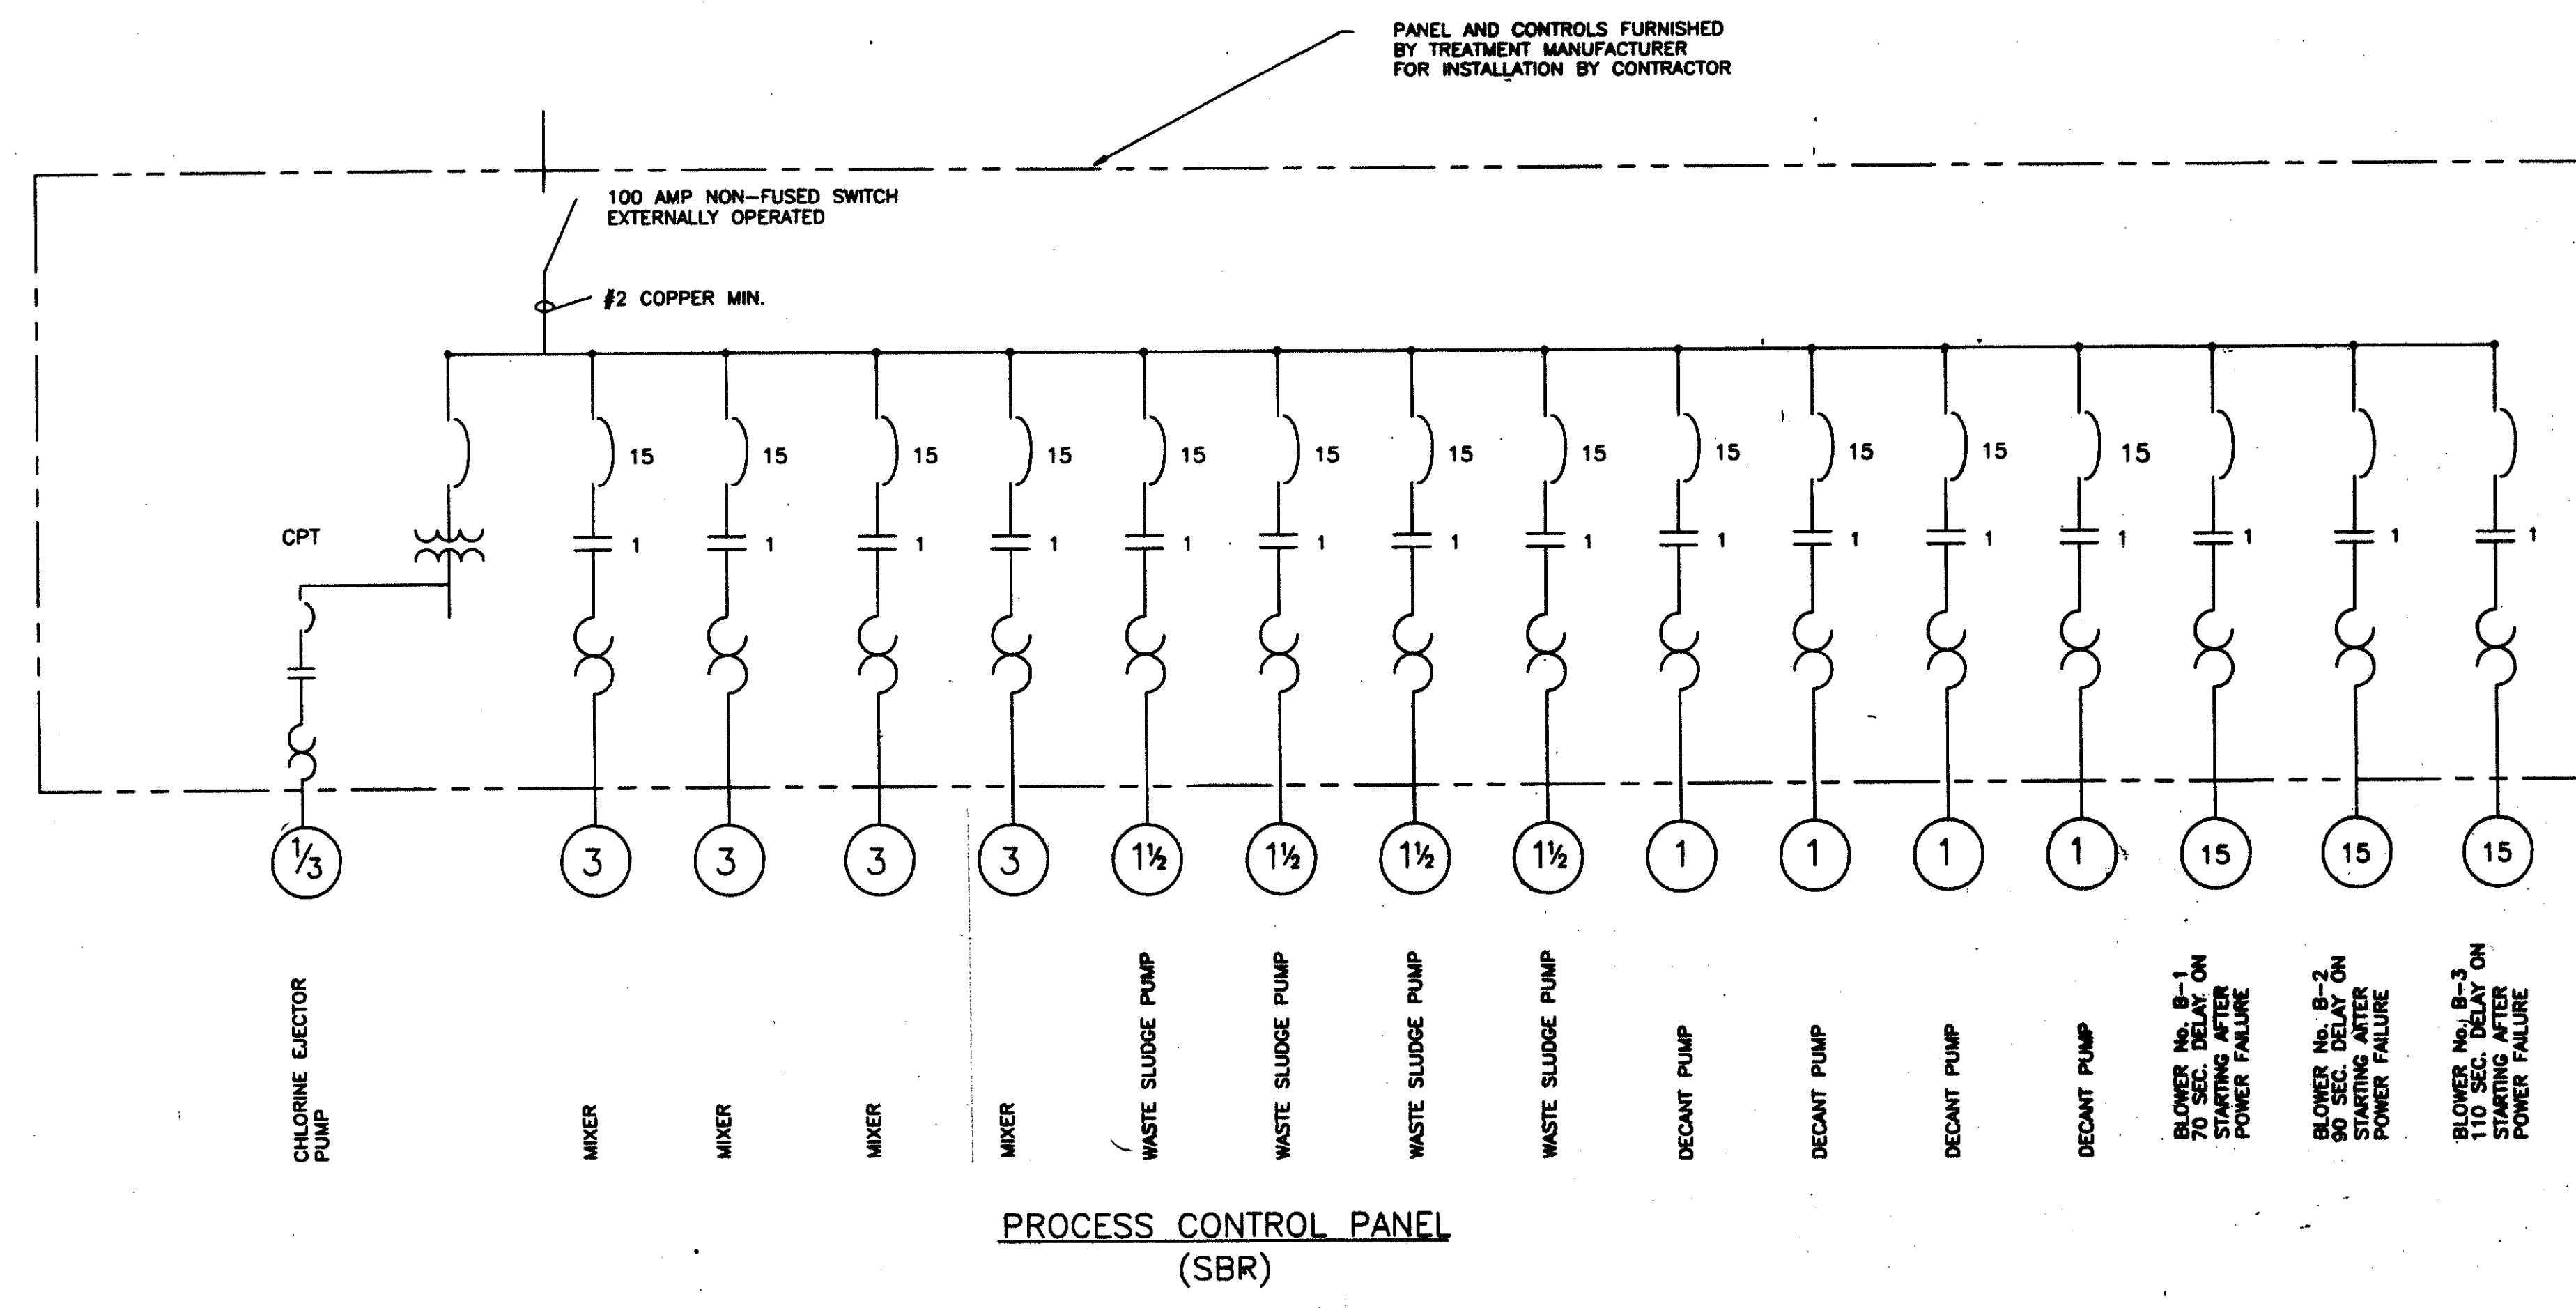 PANEL AND CONTROLS FURNISHED
BY TREATMENT MANUFACTURER
FOR INSTALLATION BY CONTRACTOR
100 AMP NON-FUSED SWITCH
EXTERNALLY OPERATED
#2 COPPER MIN.
15 15 15 15 15 15 15 15 15 15 15 15
CPT
1 1 1 1 1 1 1 1 1 1 1 1 1 1 1
1/3 3 3 3 3 1½ 1½ 1½ 1½ 1 1 1 1 15 15 15
CHLORINE EJECTOR
PUMP
MIXER
MIXER
MIXER
MIXER
WASTE SLUDGE PUMP
WASTE SLUDGE PUMP
WASTE SLUDGE PUMP
WASTE SLUDGE PUMP
DECANT PUMP
DECANT PUMP
DECANT PUMP
DECANT PUMP
BLOWER No. B-1
70 SEC. DELAY ON
STARTING AFTER
POWER FAILURE
BLOWER No. B-2
90 SEC. DELAY ON
STARTING AFTER
POWER FAILURE
BLOWER No. B-3
110 SEC. DELAY ON
STARTING AFTER
POWER FAILURE
PROCESS CONTROL PANEL
(SBR)